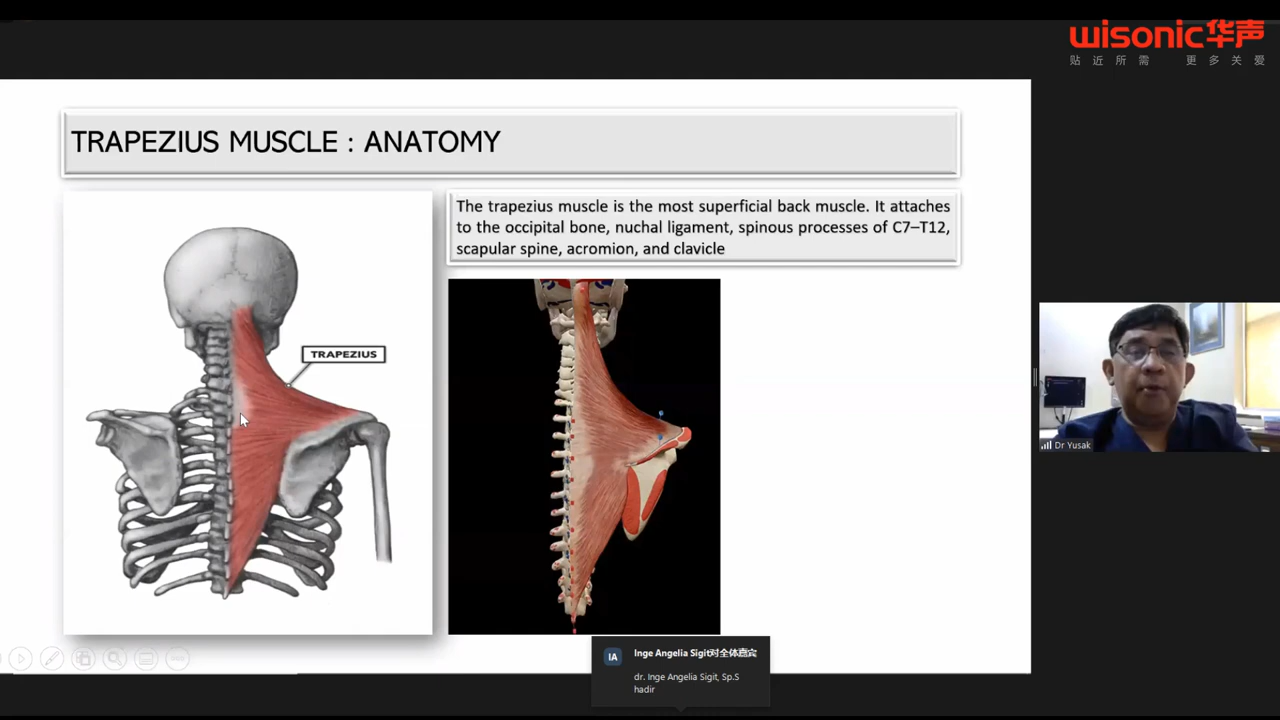 wisonic华声
贴近所需 更多关爱
TRAPEZIUS MUSCLE : ANATOMY
The trapezius muscle is the most superficial back muscle. It attaches
to the occipital bone, nuchal ligament, spinous processes of C7–T12,
scapular spine, acromion, and clavicle
TRAPEZIUS
Dr Yusak
IA
Inge Angelia Sigit对全体嘉宾
dr. Inge Angelia Sigit, Sp.S
hadir